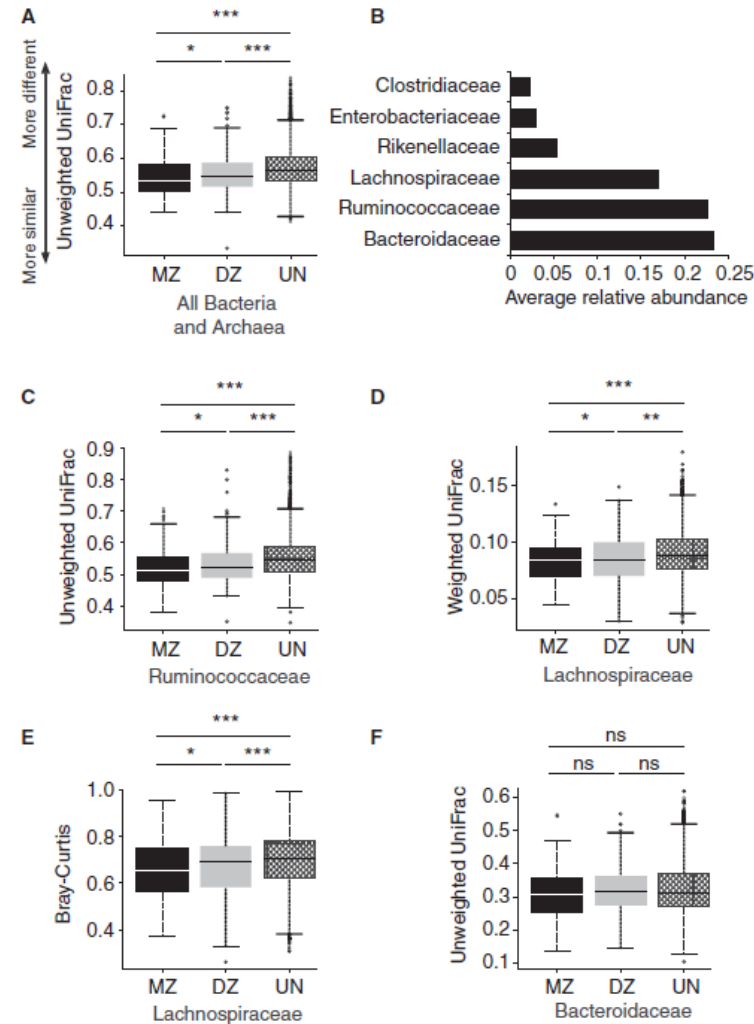 A
***
*
***
More similar
More different
Unweighted UniFrac
0.8
0.7
0.6
0.5
0.4
MZ DZ UN
All Bacteria
and Archaea
B
Clostridiaceae
Enterobacteriaceae
Rikenellaceae
Lachnospiraceae
Ruminococcaceae
Bacteroidaceae
0 0.05 0.1 0.15 0.2 0.25
Average relative abundance
C
***
*
***
Unweighted UniFrac
0.9
0.8
0.7
0.6
0.5
0.4
MZ DZ UN
Ruminococcaceae
D
***
*
**
Weighted UniFrac
0.15
0.10
0.05
MZ DZ UN
Lachnospiraceae
E
***
*
***
Bray-Curtis
1.0
0.8
0.6
0.4
MZ DZ UN
Lachnospiraceae
F
ns
ns ns
Unweighted UniFrac
0.6
0.5
0.4
0.3
0.2
0.1
MZ DZ UN
Bacteroidaceae